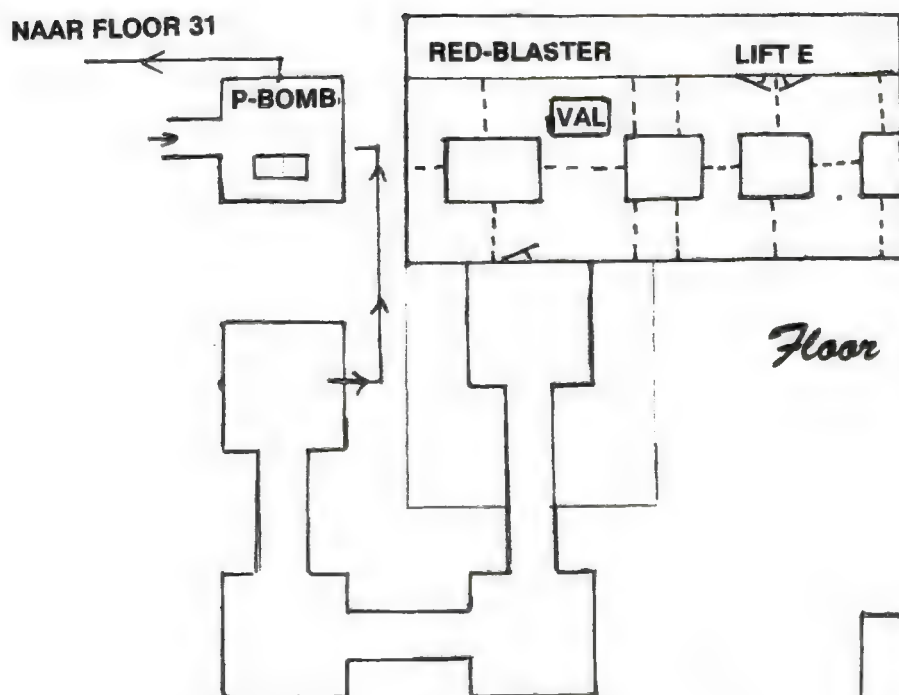 NAAR FLOOR 31
RED-BLASTER
LIFT E
P-BOMB
VAL
Floor